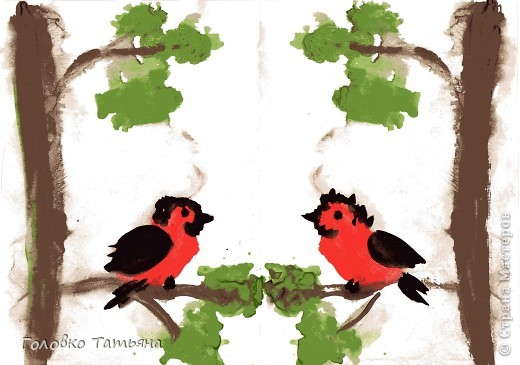 Головко Татьяна
© Страна Мастеров